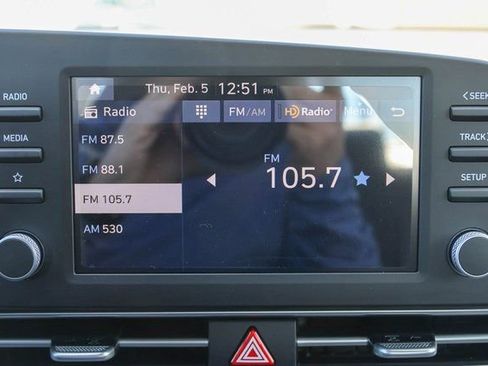 Thu, Feb. 5 12:51 PM
RADIO
MEDIA
Radio
FM/AM
HD Radio
Menu
FM 87.5
FM 88.1
FM 105.7
AM 530
FM
105.7
SEEK
TRACK
SETUP